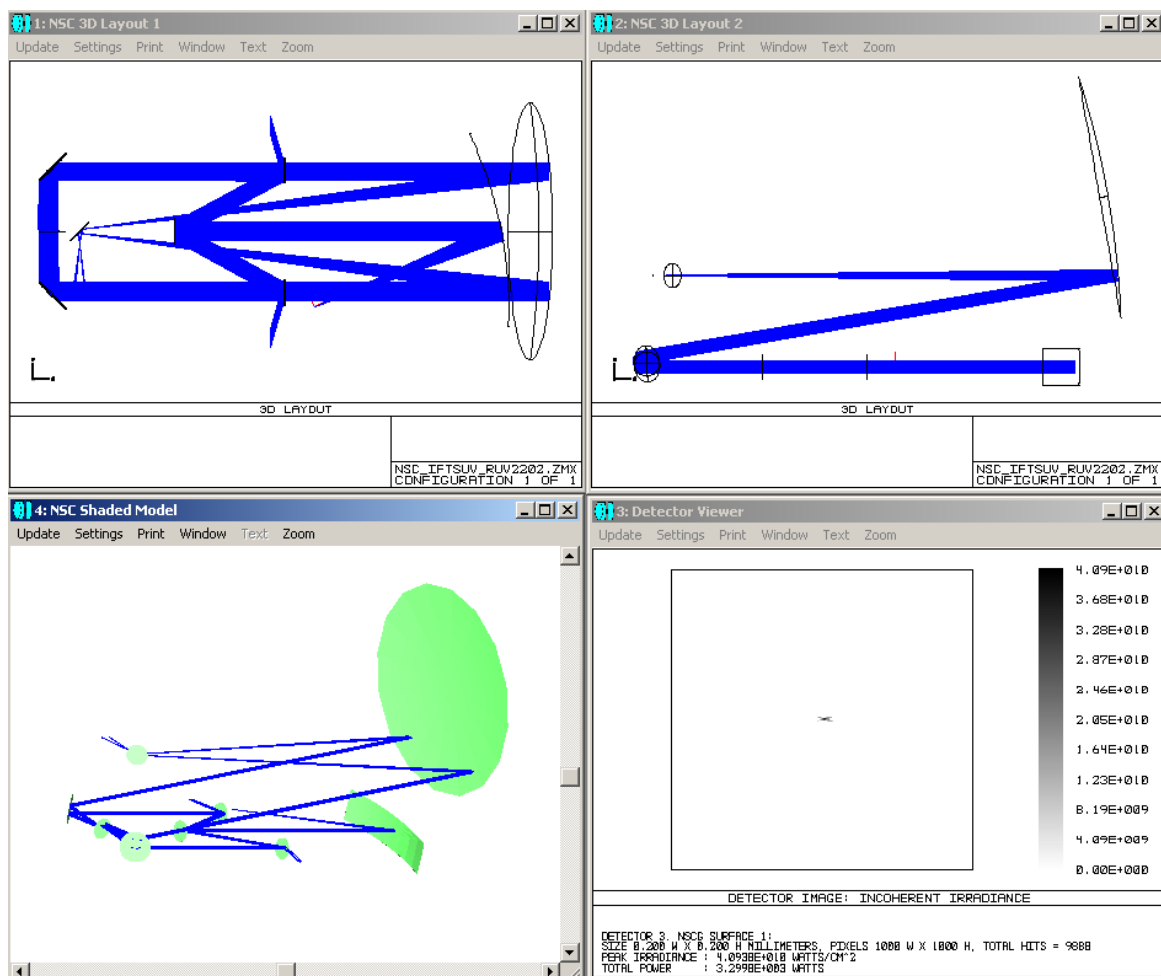 1: NSC 3D Layout 1
Update Settings Print Window Text Zoom
3D LAYOUT
NSC_IFTSUV_RUV2202.ZMX
CONFIGURATION 1 OF 1
2: NSC 3D Layout 2
Update Settings Print Window Text Zoom
3D LAYOUT
NSC_IFTSUV_RUV2202.ZMX
CONFIGURATION 1 OF 1
4: NSC Shaded Model
Update Settings Print Window Text Zoom
3: Detector Viewer
Update Settings Print Window Text Zoom
4.09E+010
3.68E+010
3.28E+010
2.87E+010
2.46E+010
2.05E+010
1.64E+010
1.23E+010
8.19E+009
4.09E+009
0.00E+000
DETECTOR IMAGE: INCOHERENT IRRADIANCE
DETECTOR 3, NSCG SURFACE 1:
SIZE 0.200 W X 0.200 H MILLIMETERS, PIXELS 1000 W X 1000 H, TOTAL HITS = 9888
PEAK IRRADIANCE : 4.0938E+010 WATTS/CM^2
TOTAL POWER : 3.2998E+003 WATTS